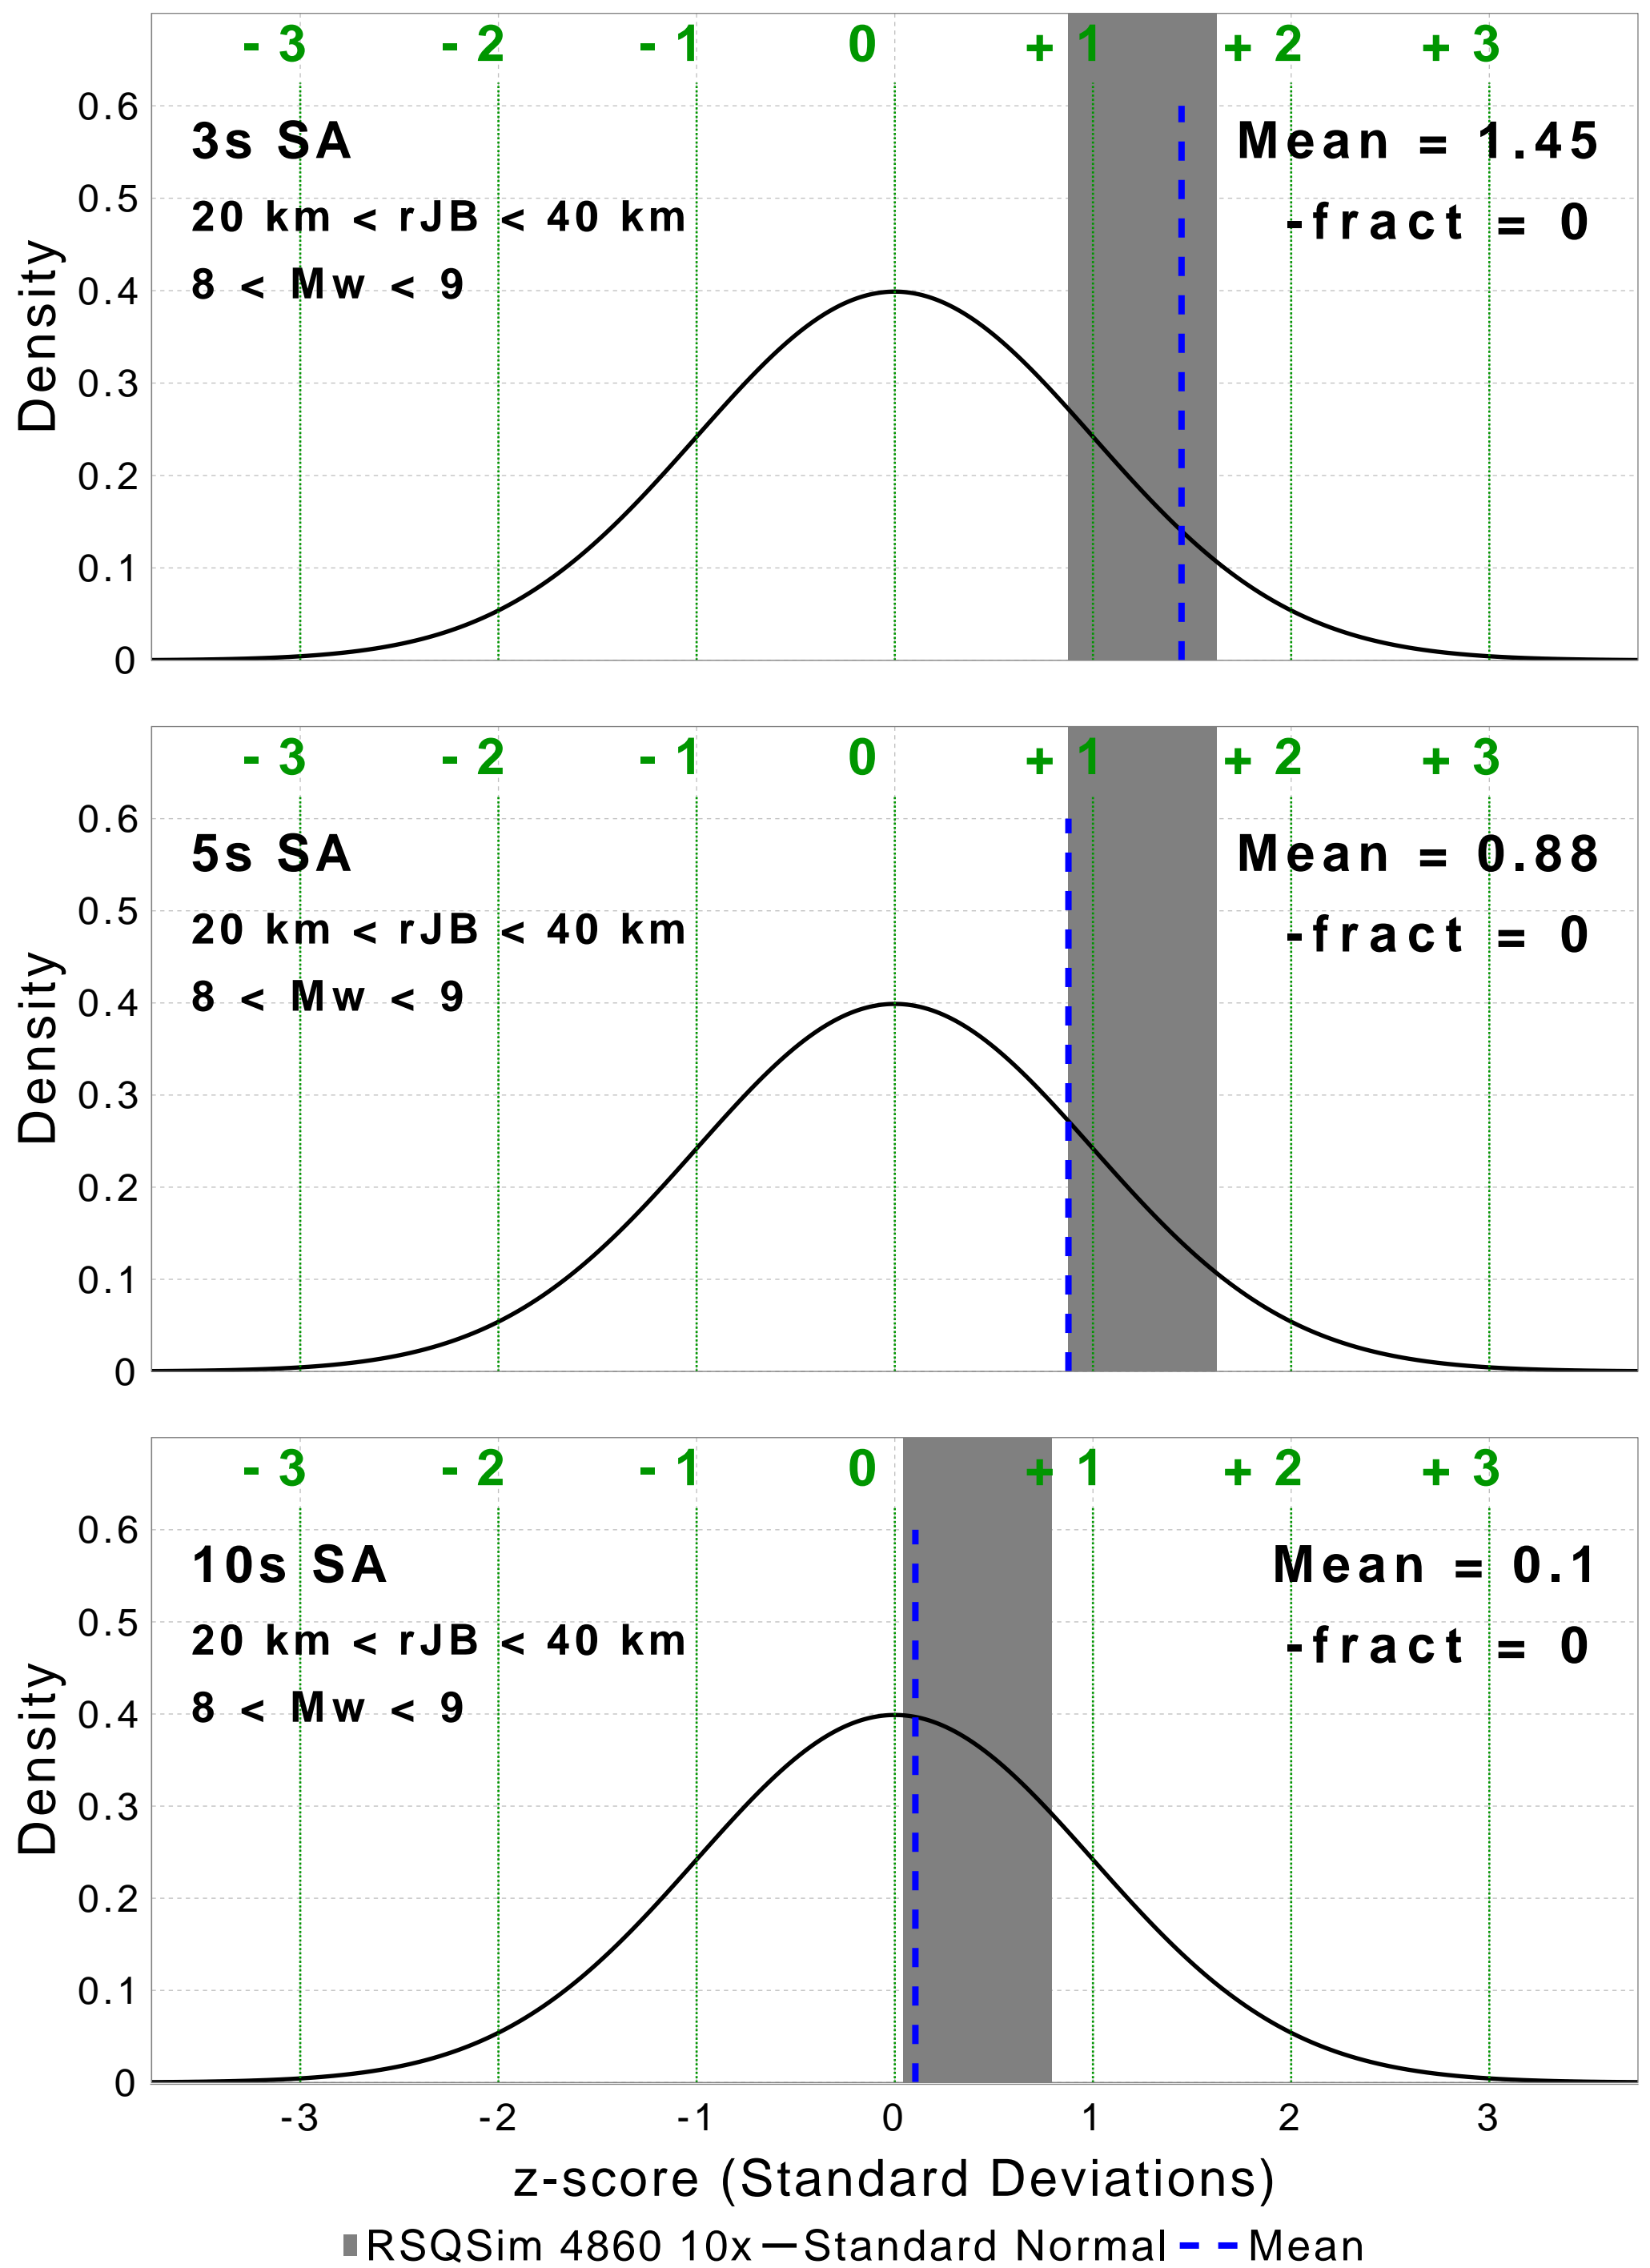 - 3 - 2 - 1 0 + 1 + 2 + 3
0.6
3s SA Mean = 1.45
0.5
20 km < rJB < 40 km -fract = 0
8 < Mw < 9
0.4
0.3
0.2
0.1
0
Density
- 3 - 2 - 1 0 + 1 + 2 + 3
0.6
5s SA Mean = 0.88
0.5
20 km < rJB < 40 km -fract = 0
8 < Mw < 9
0.4
0.3
0.2
0.1
0
Density
- 3 - 2 - 1 0 + 1 + 2 + 3
0.6
10s SA Mean = 0.1
0.5
20 km < rJB < 40 km -fract = 0
8 < Mw < 9
0.4
0.3
0.2
0.1
0
Density
-3 -2 -1 0 1 2 3
z-score (Standard Deviations)
RSQSim 4860 10x Standard Normal Mean